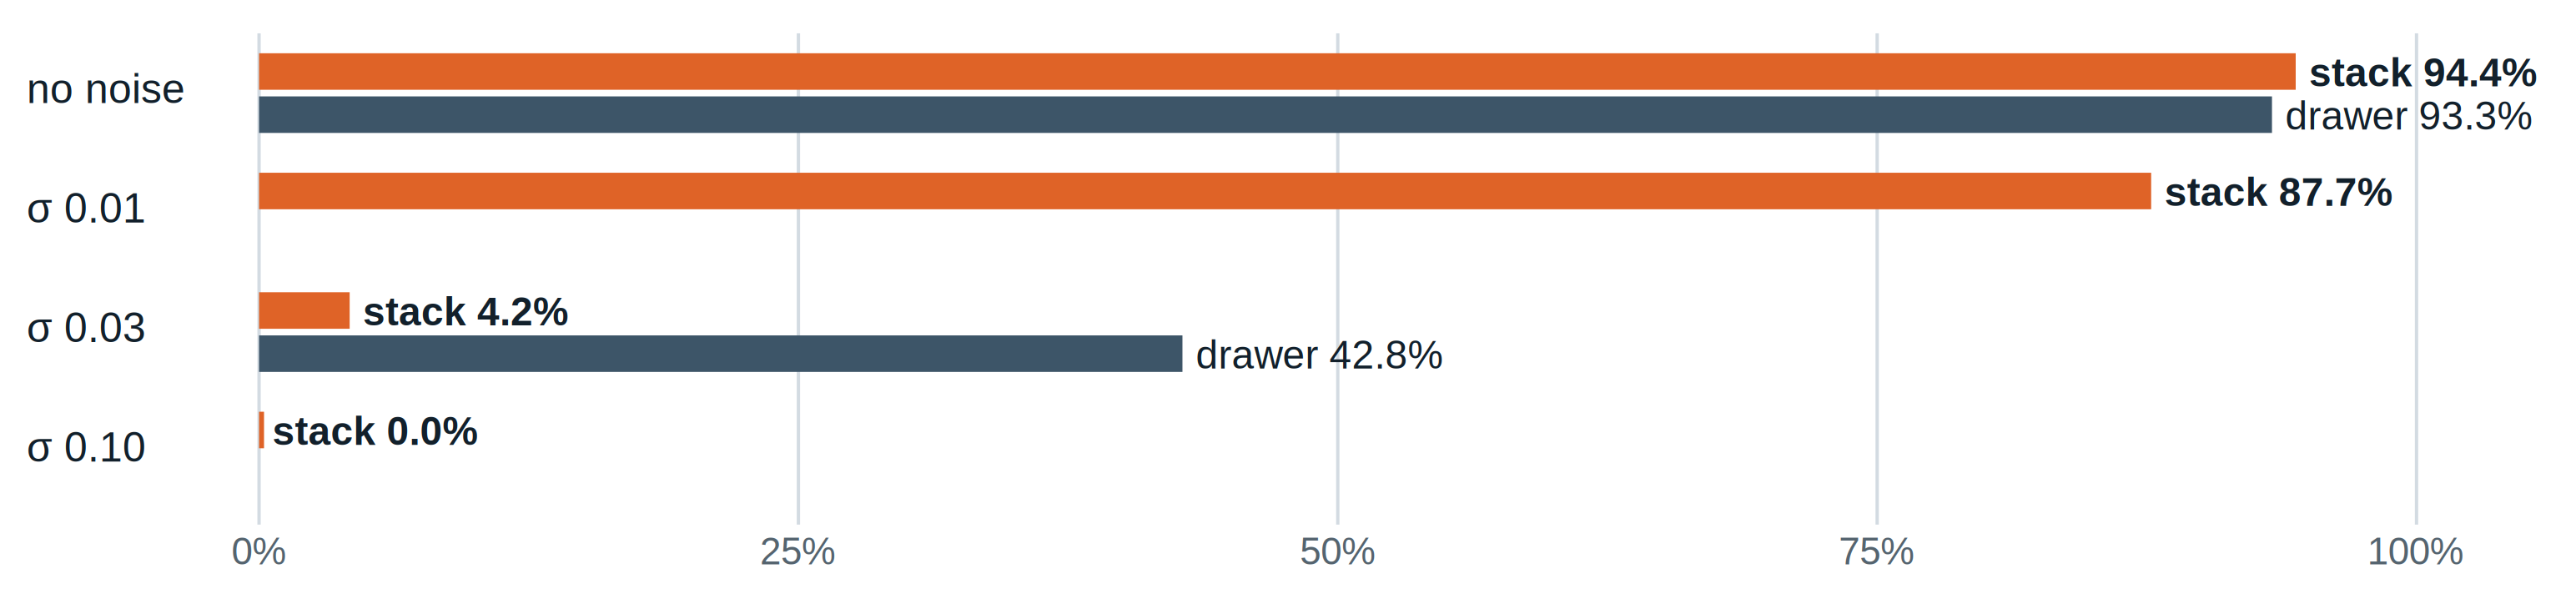 no noise
stack 94.4%
drawer 93.3%
σ 0.01
stack 87.7%
σ 0.03
stack 4.2%
drawer 42.8%
σ 0.10
stack 0.0%
0% 25% 50% 75% 100%